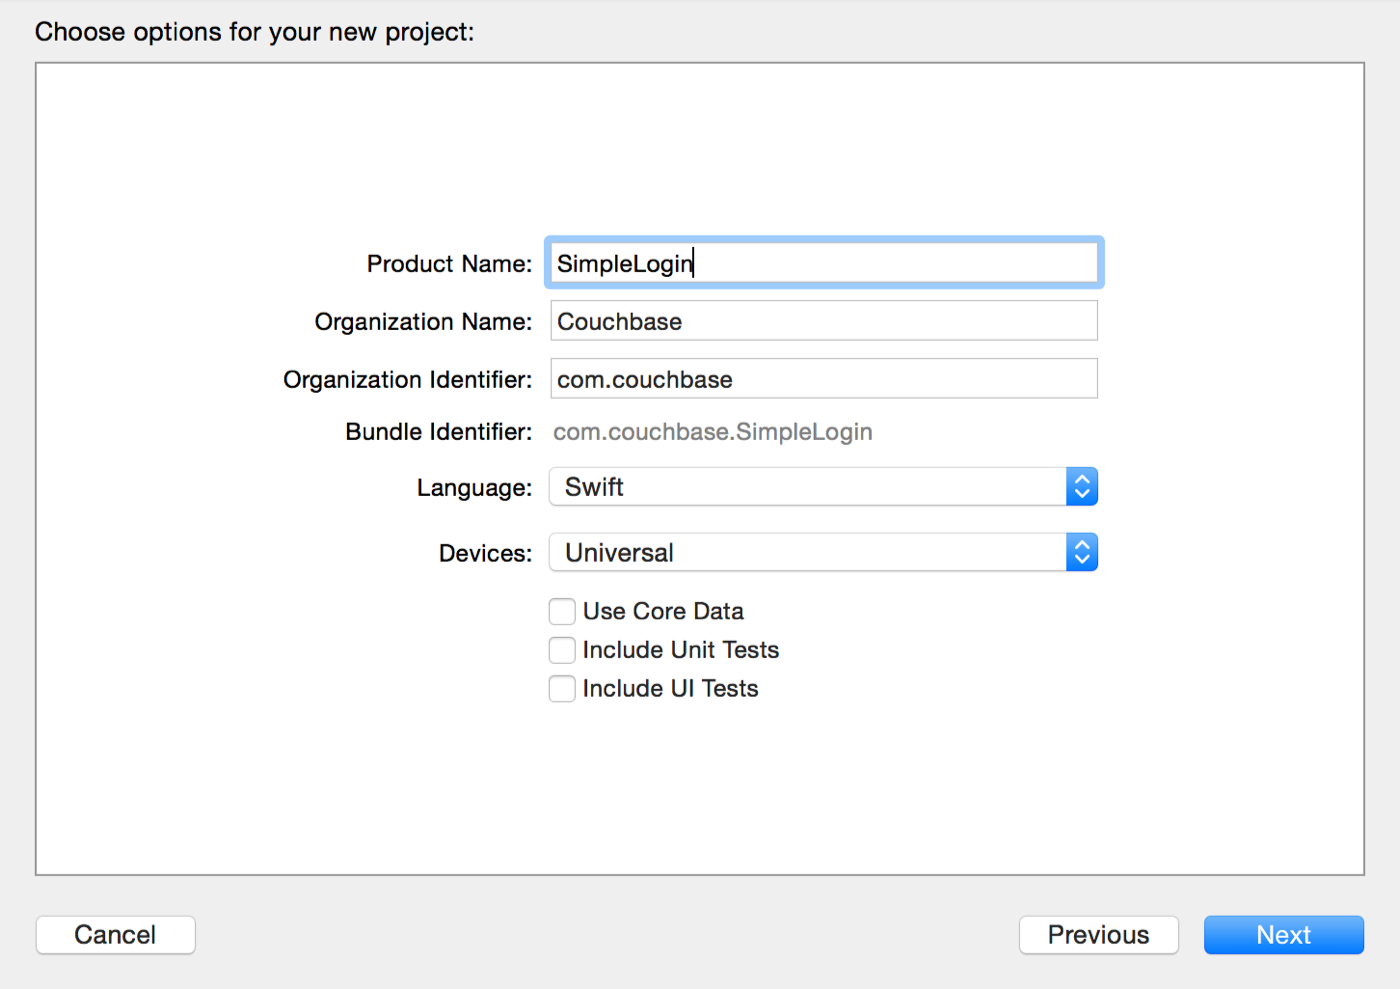 Choose options for your new project:
Product Name: SimpleLogin
Organization Name: Couchbase
Organization Identifier: com.couchbase
Bundle Identifier: com.couchbase.SimpleLogin
Language: Swift
Devices: Universal
Use Core Data
Include Unit Tests
Include UI Tests
Cancel Previous Next